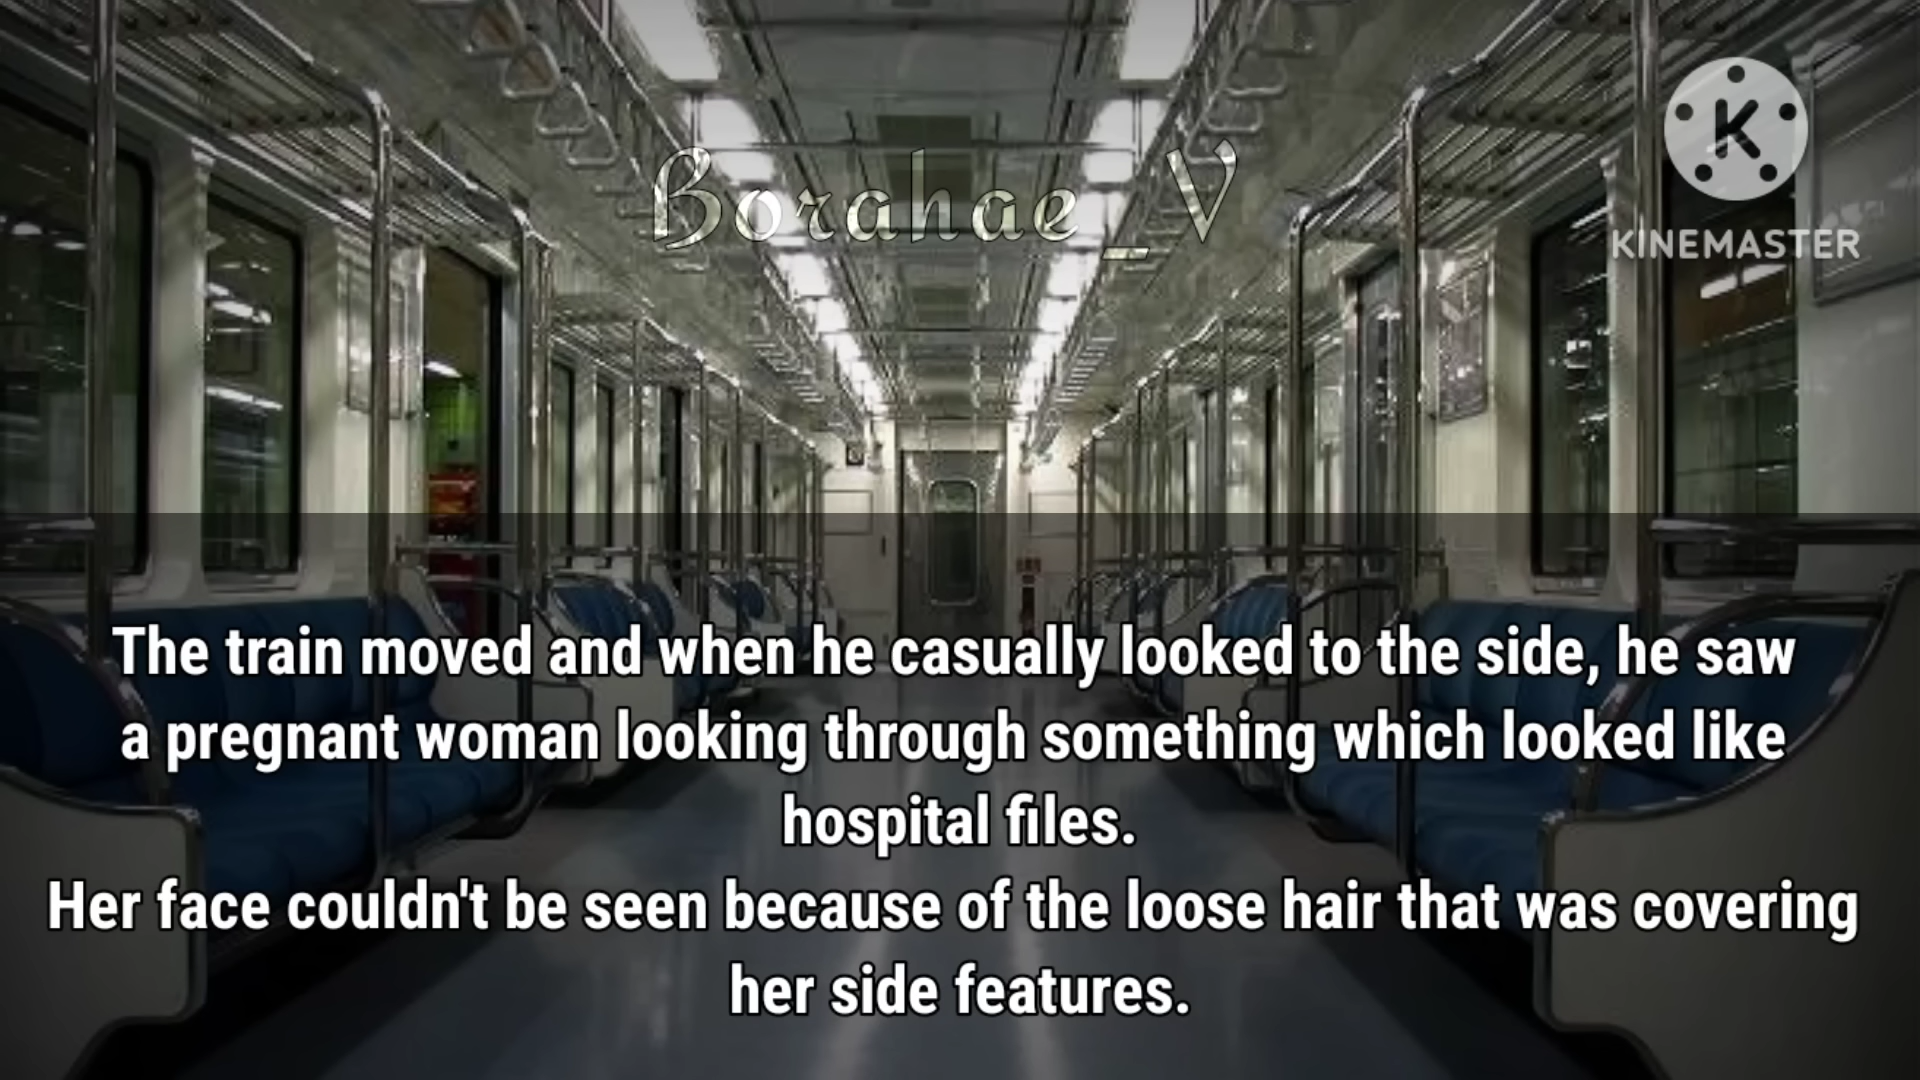 Borahae_V
KINEMASTER
The train moved and when he casually looked to the side, he saw
a pregnant woman looking through something which looked like
hospital files.
Her face couldn't be seen because of the loose hair that was covering
her side features.